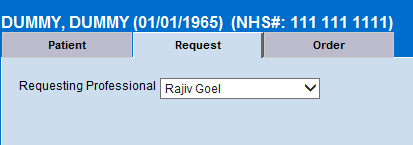 DUMMY, DUMMY (01/01/1965) (NHS#: 111 111 1111)
Patient Request Order
Requesting Professional Rajiv Goel